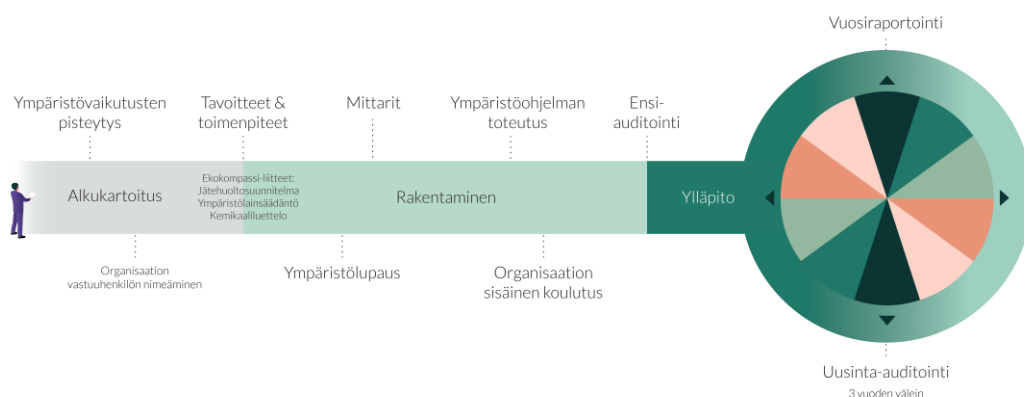 Vuosiraportointi
Ympäristövaikutusten
pisteytys
Tavoitteet &
toimenpiteet
Mittarit
Ympäristöohjelman
toteutus
Ensi-
auditointi
Alkukartoitus
Ekokompassi-liitteet:
Jätehuoltosuunnitelma
Ympäristölainsäädäntö
Kemikaaliluettelo
Rakentaminen
Ylläpito
Organisaation
vastuuhenkilön nimeäminen
Ympäristölupaus
Organisaation
sisäinen koulutus
Uusinta-auditointi
3 vuoden välein